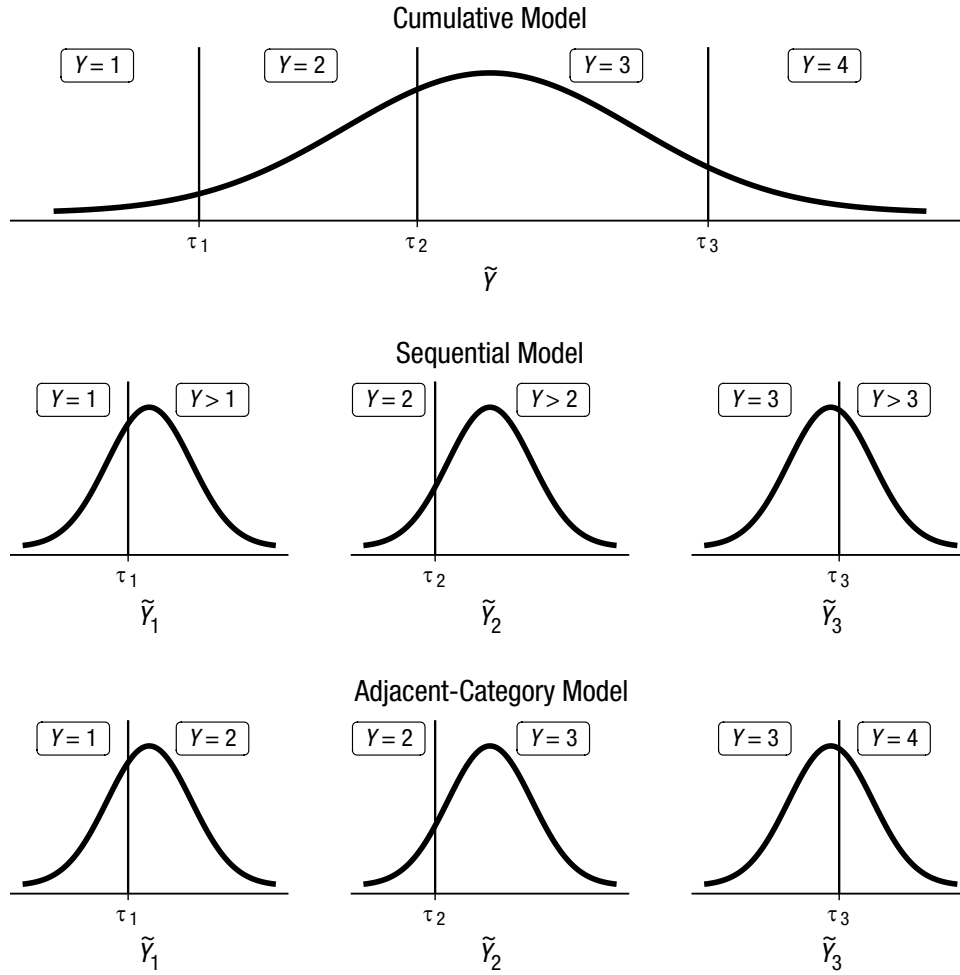 Cumulative Model
Y = 1 Y = 2 Y = 3 Y = 4
τ1 τ2 τ3
Ỹ
Sequential Model
Y = 1 Y > 1 Y = 2 Y > 2 Y = 3 Y > 3
τ1 τ2 τ3
Ỹ1 Ỹ2 Ỹ3
Adjacent-Category Model
Y = 1 Y = 2 Y = 2 Y = 3 Y = 3 Y = 4
τ1 τ2 τ3
Ỹ1 Ỹ2 Ỹ3